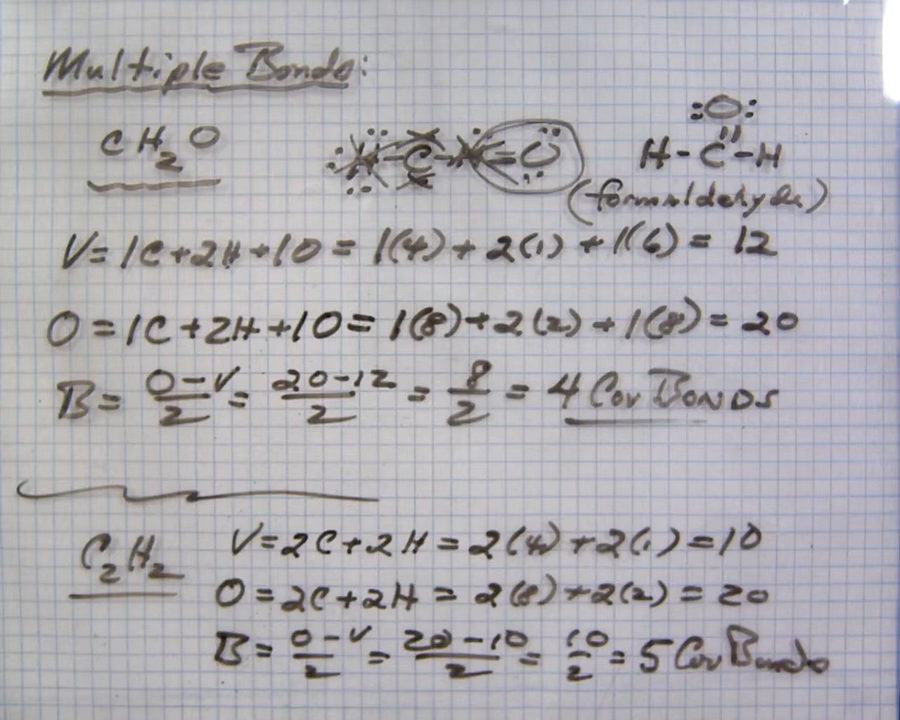 Multiple Bonds:
CH₂O
:Ö:
H-C-H
(formaldehyde)
V = 1C + 2H + 1O = 1(4) + 2(1) + 1(6) = 12
O = 1C + 2H + 1O = 1(8) + 2(2) + 1(8) = 20
B = O-V/2 = 20-12/2 = 8/2 = 4 Cov Bonds
C₂H₂
V = 2C + 2H = 2(4) + 2(1) = 10
O = 2C + 2H = 2(8) + 2(2) = 20
B = O-V/2 = 20-10/2 = 10/2 = 5 Cov Bonds